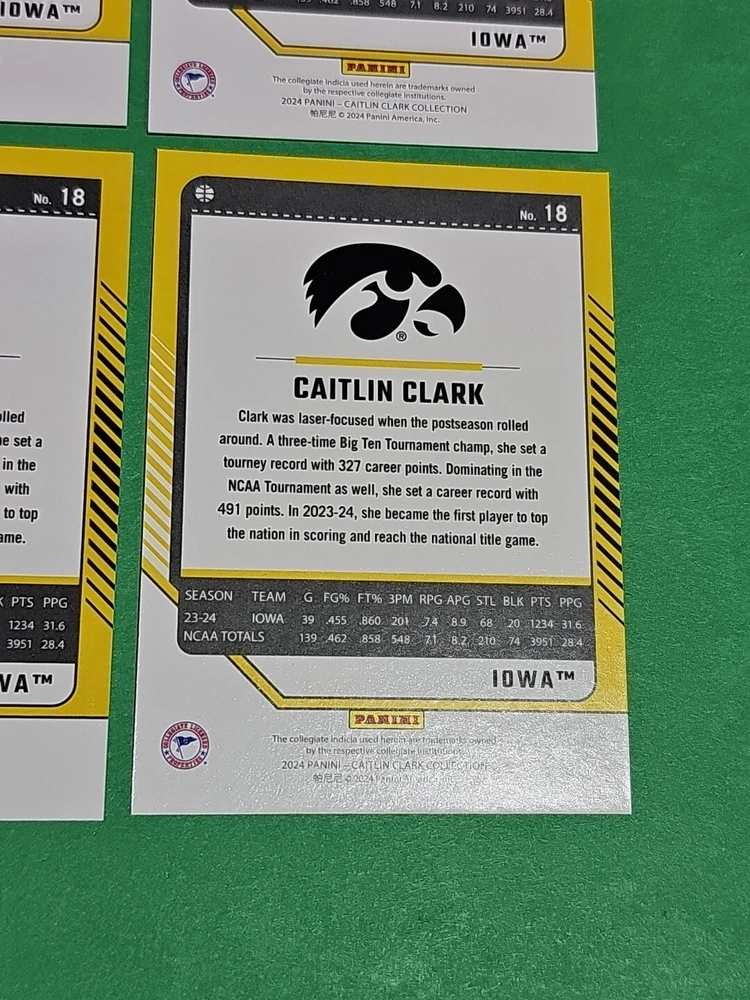 IOWA™
.462 .858 548 7.1 8.2 210 74 3951 28.4
IOWA™
PANINI
The collegiate indicia used herein are trademarks owned
by the respective collegiate institutions.
2024 PANINI – CAITLIN CLARK COLLECTION
帕尼尼 © 2024 Panini America, Inc.
No. 18
lled
e set a
in the
with
to top
ame.
PTS PPG
1234 31.6
3951 28.4
WA™
No. 18
®
CAITLIN CLARK
Clark was laser-focused when the postseason rolled
around. A three-time Big Ten Tournament champ, she set a
tourney record with 327 career points. Dominating in the
NCAA Tournament as well, she set a career record with
491 points. In 2023-24, she became the first player to top
the nation in scoring and reach the national title game.
SEASON TEAM G FG% FT% 3PM RPG APG STL BLK PTS PPG
23-24 IOWA 39 .455 .860 201 7.4 8.9 68 20 1234 31.6
NCAA TOTALS 139 .462 .858 548 7.1 8.2 210 74 3951 28.4
IOWA™
PANINI
COLLEGIATE LICENSED
PROPERTIES
The collegiate indicia used herein are trademarks owned
by the respective collegiate institutions.
2024 PANINI – CAITLIN CLARK COLLECTION
帕尼尼 © 2024 Panini America